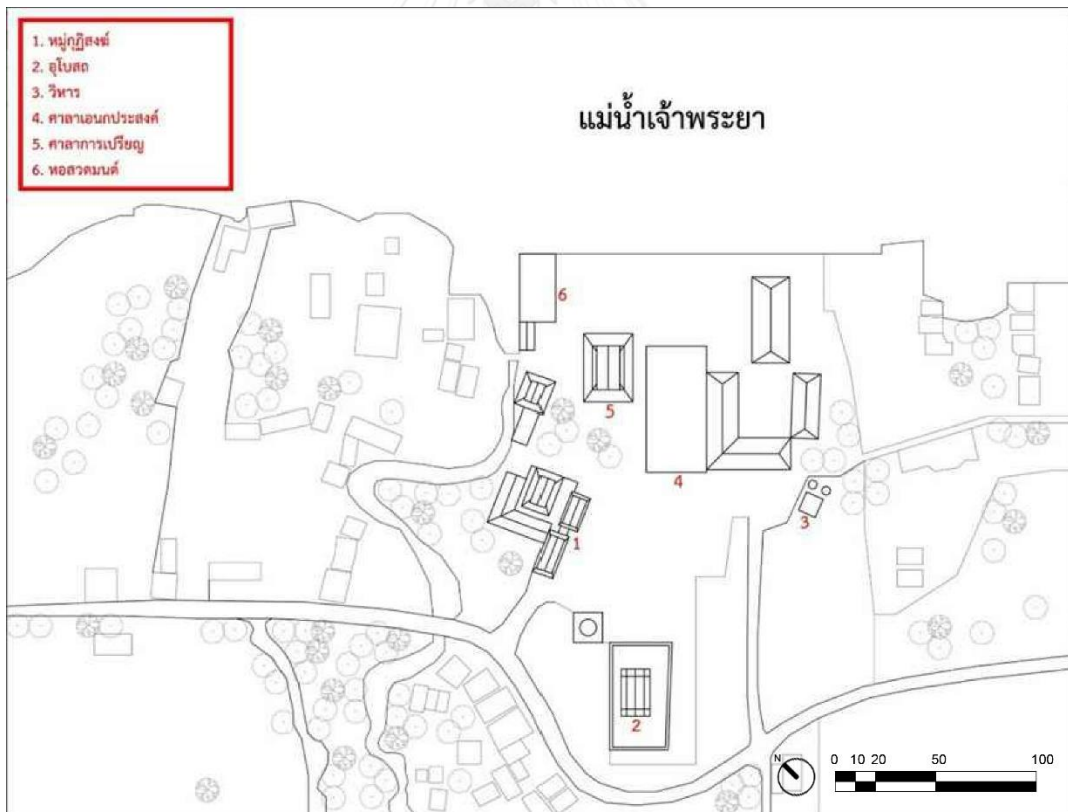 1. หมู่กุฏิสงฆ์
2. อุโบสถ
3. วิหาร
4. ศาลาเอนกประสงค์
5. ศาลาการเปรียญ
6. หอสวดมนต์
แม่น้ำเจ้าพระยา
6
5
4
3
1
2
N
0 10 20 50 100